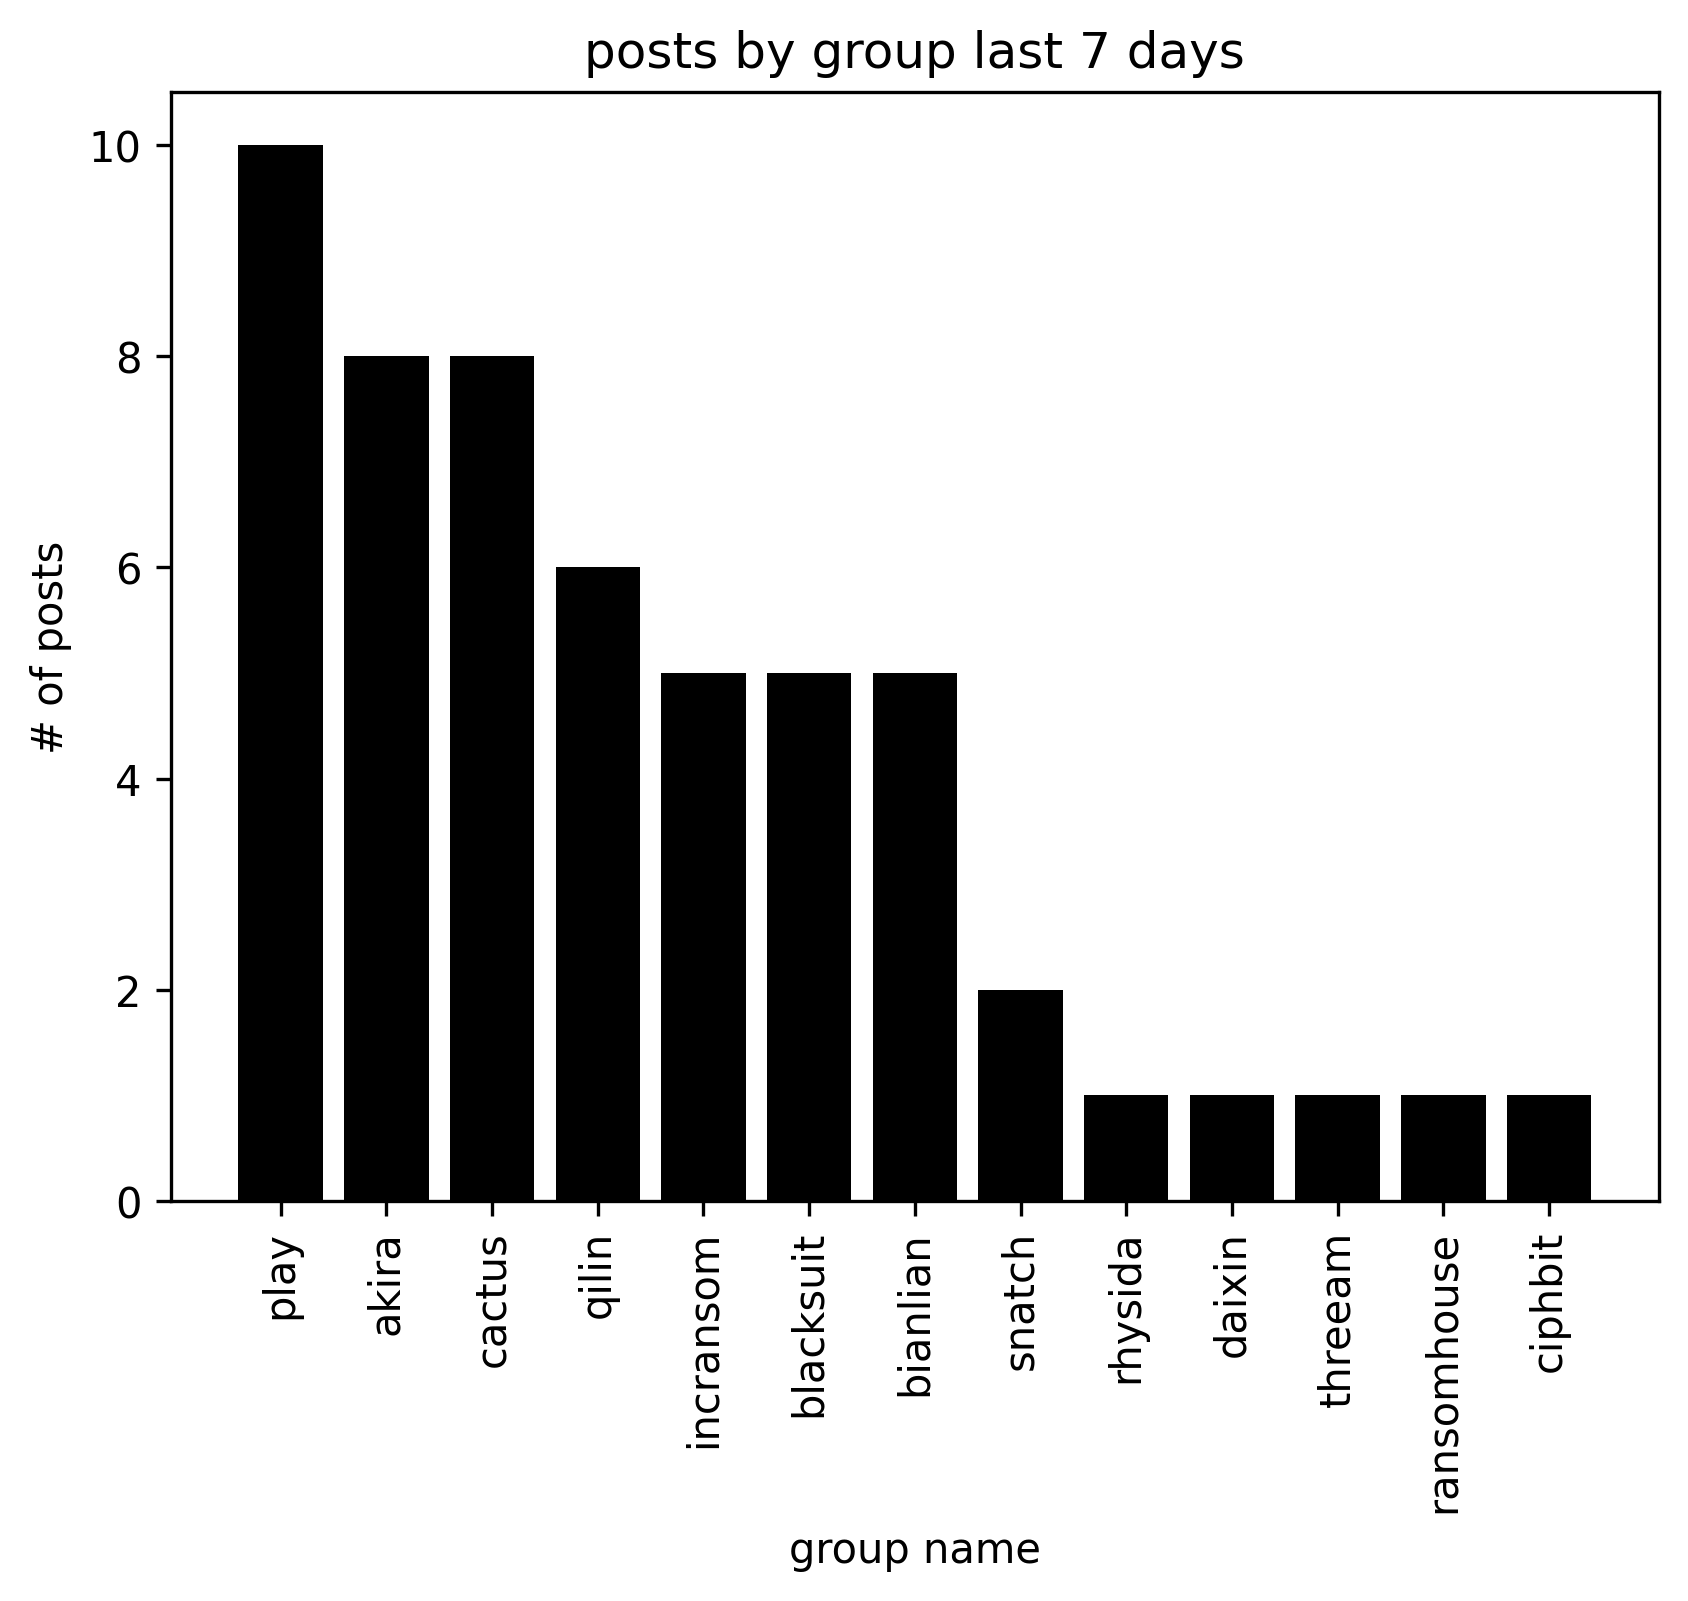 posts by group last 7 days
10
8
6
4
2
0
# of posts
play
akira
cactus
qilin
incransom
blacksuit
bianlian
snatch
rhysida
daixin
threeam
ransomhouse
ciphbit
group name